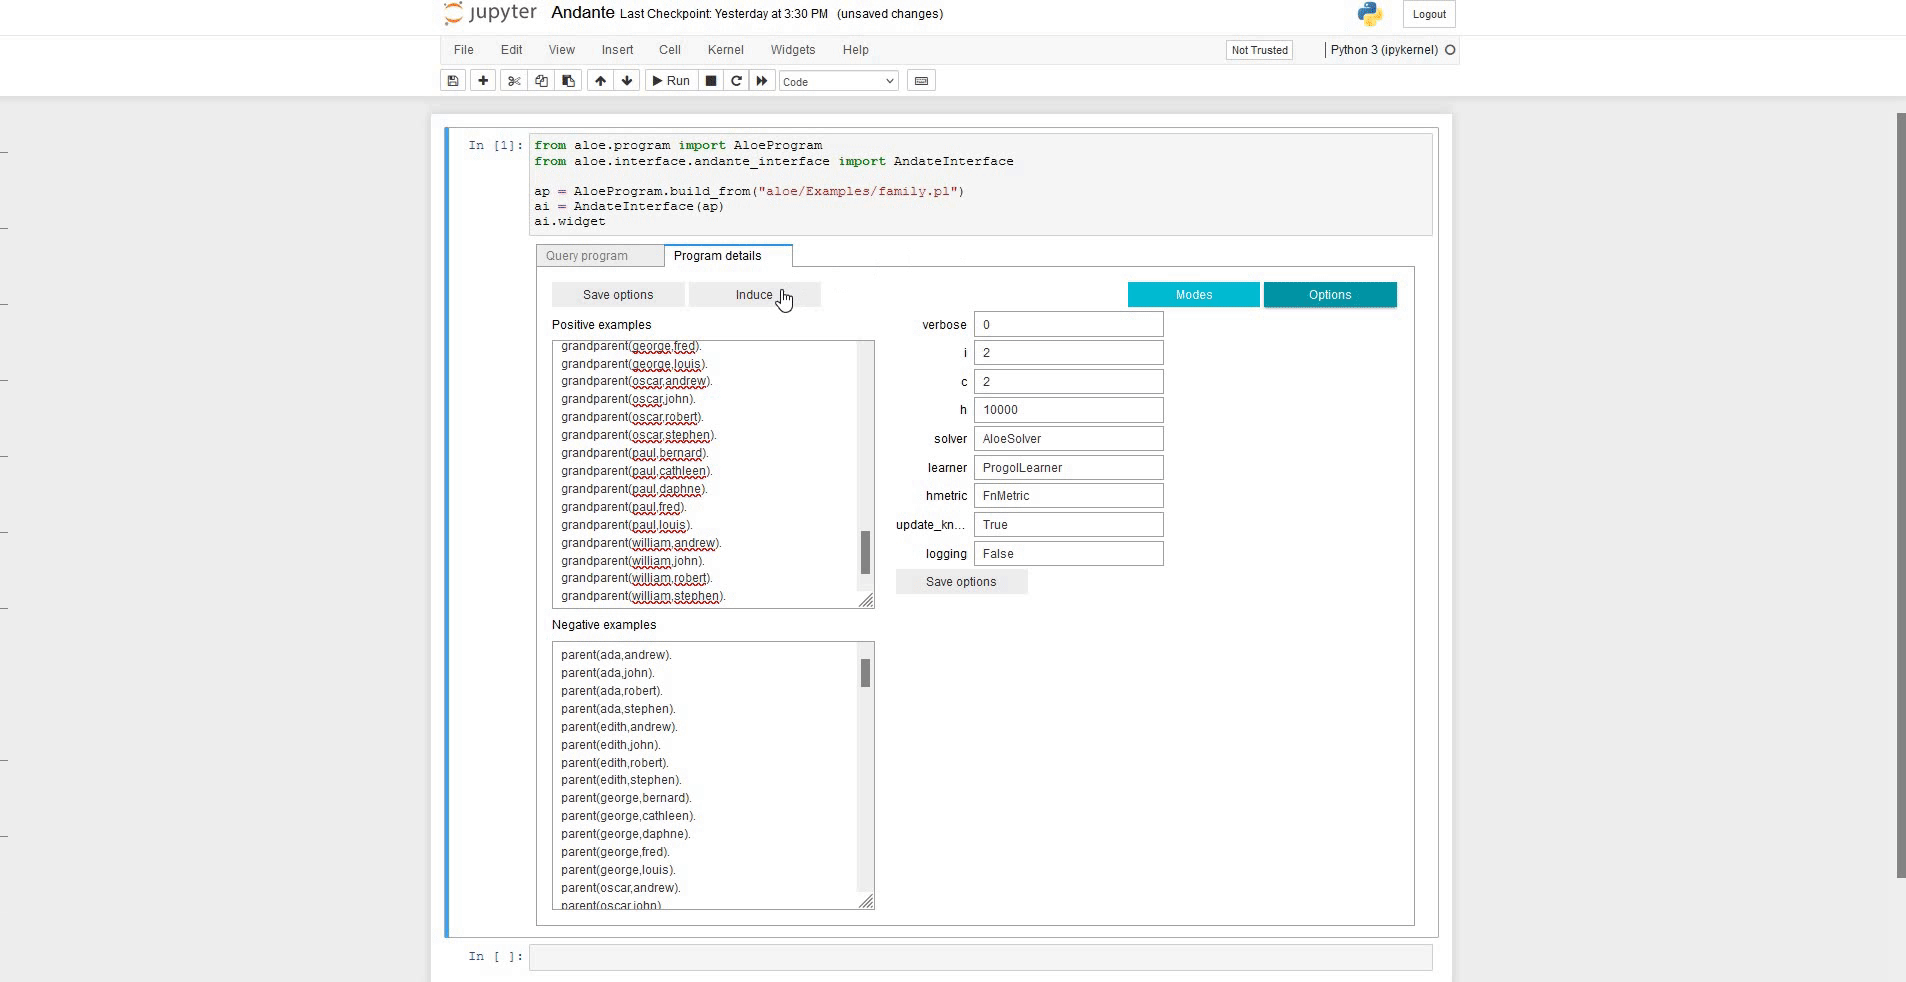 jupyter Andante Last Checkpoint: Yesterday at 3:30 PM (unsaved changes) Logout
File Edit View Insert Cell Kernel Widgets Help Not Trusted Python 3 (ipykernel)
Run Code
In [1]: from aloe.program import AloeProgram
from aloe.interface.andante_interface import AndateInterface
ap = AloeProgram.build_from("aloe/Examples/family.pl")
ai = AndateInterface(ap)
ai.widget
Query program Program details
Save options Induce Modes Options
Positive examples
grandparent(george,fred).
grandparent(george,louis).
grandparent(oscar,andrew).
grandparent(oscar,john).
grandparent(oscar,robert).
grandparent(oscar,stephen).
grandparent(paul,bernard).
grandparent(paul,cathleen).
grandparent(paul,daphne).
grandparent(paul,fred).
grandparent(paul,louis).
grandparent(william,andrew).
grandparent(william,john).
grandparent(william,robert).
grandparent(william,stephen).
verbose 0
i 2
c 2
h 10000
solver AloeSolver
learner ProgolLearner
hmetric FnMetric
update_kn... True
logging False
Save options
Negative examples
parent(ada,andrew).
parent(ada,john).
parent(ada,robert).
parent(ada,stephen).
parent(edith,andrew).
parent(edith,john).
parent(edith,robert).
parent(edith,stephen).
parent(george,bernard).
parent(george,cathleen).
parent(george,daphne).
parent(george,fred).
parent(george,louis).
parent(oscar,andrew).
parent(oscar,john)
In [ ]: